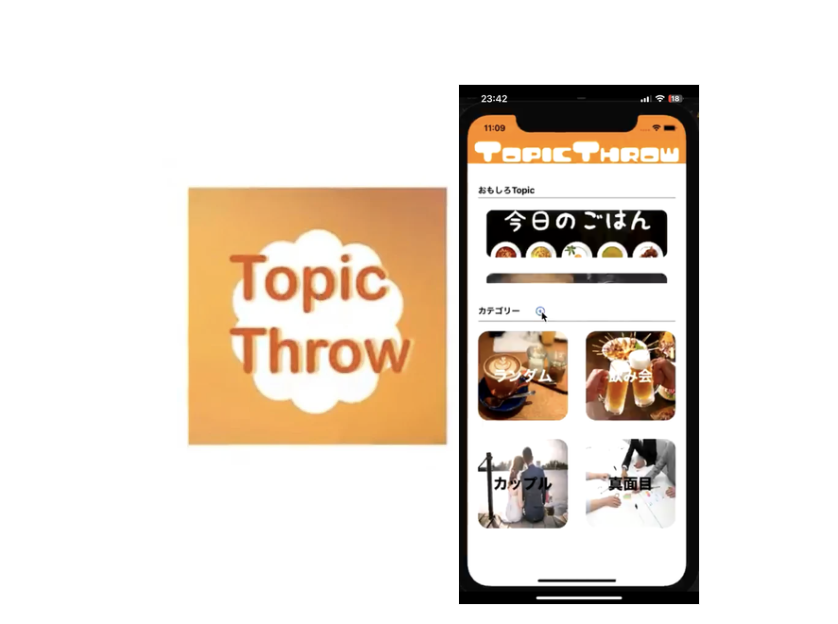 Topic
Throw
23:42
18
11:09
TOPICTHROW
おもしろTopic
今日のごはん
カテゴリー
ランダム
飲み会
カップル
真面目